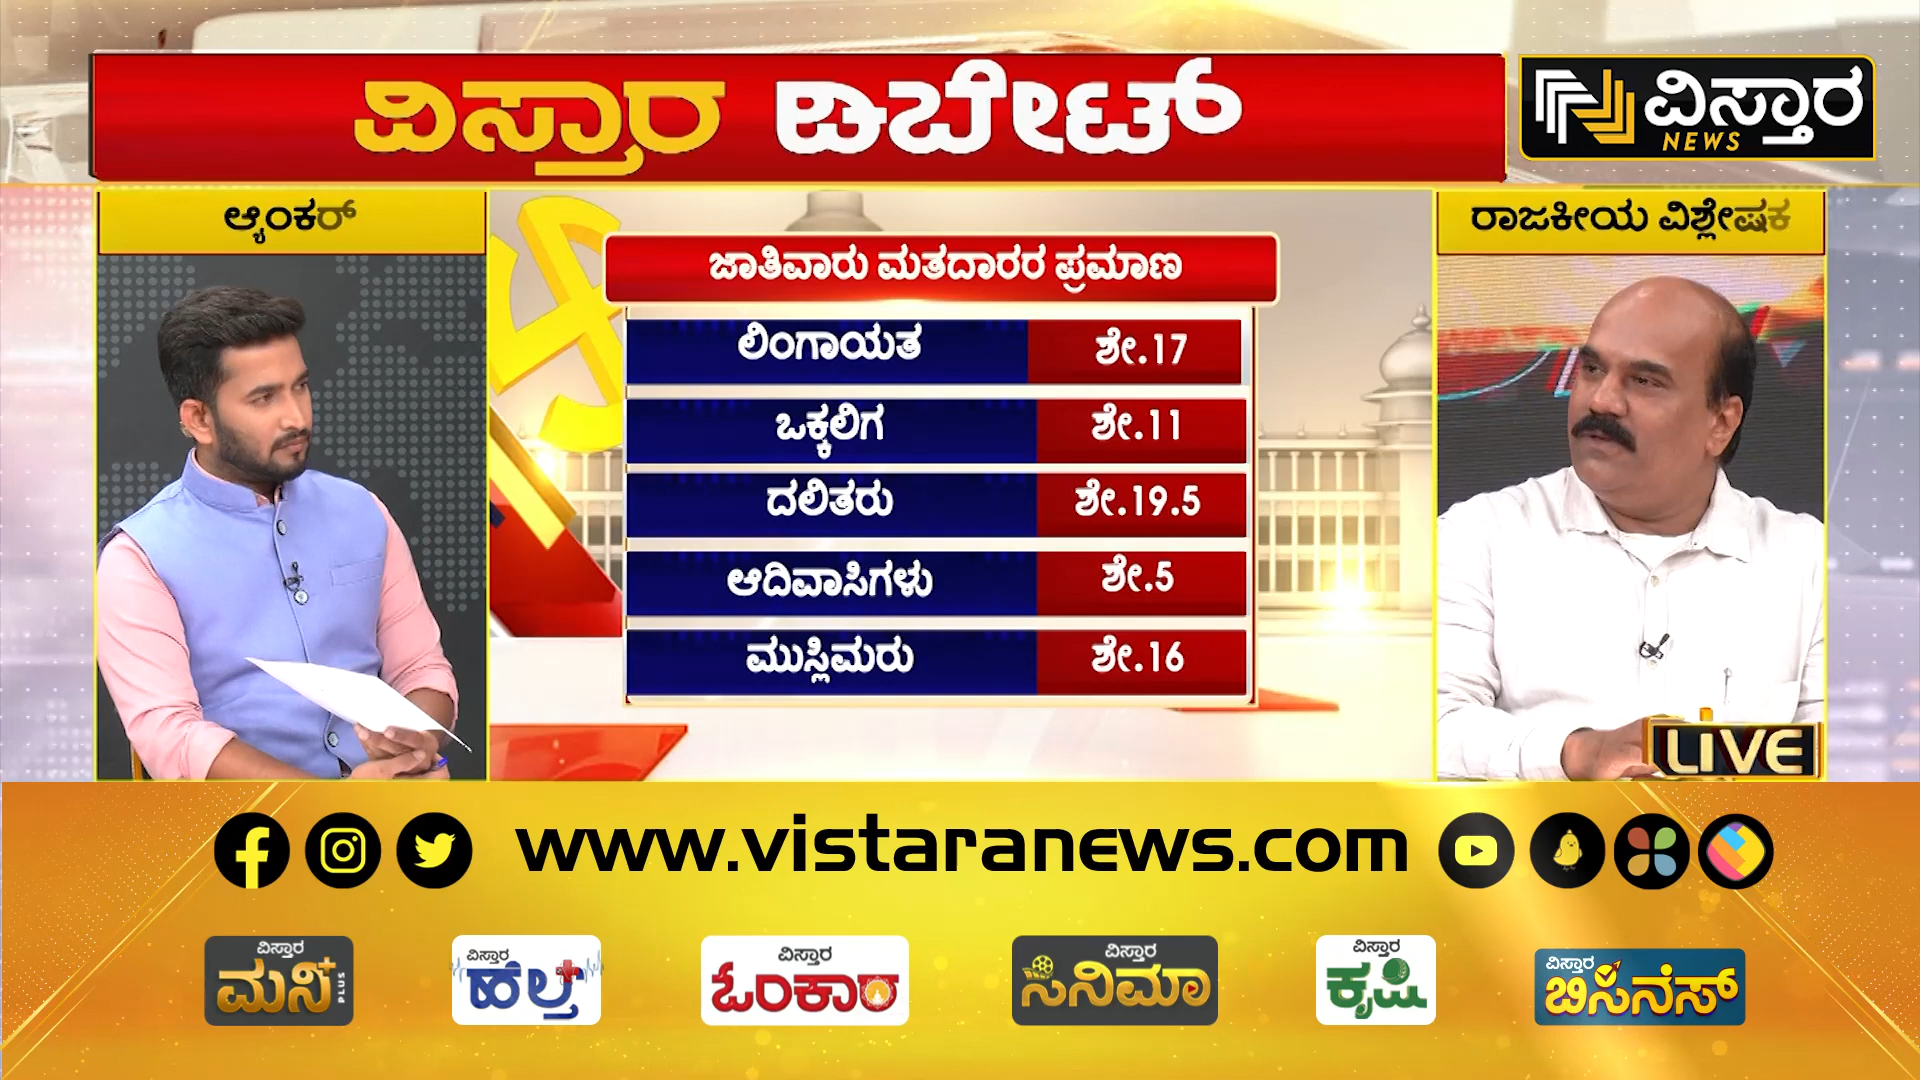 ವಿಸ್ತಾರ ಡಿಬೇಟ್
ವಿಸ್ತಾರ
NEWS
ಆ್ಯಂಕರ್
ರಾಜಕೀಯ ವಿಶ್ಲೇಷಕ
ಜಾತಿವಾರು ಮತದಾರರ ಪ್ರಮಾಣ
ಲಿಂಗಾಯತ ಶೇ.17
ಒಕ್ಕಲಿಗ ಶೇ.11
ದಲಿತರು ಶೇ.19.5
ಆದಿವಾಸಿಗಳು ಶೇ.5
ಮುಸ್ಲಿಮರು ಶೇ.16
LIVE
www.vistaranews.com
ವಿಸ್ತಾರ
ಮನಿ+ PLUS
ವಿಸ್ತಾರ
ಹೆಲ್ತ್
ವಿಸ್ತಾರ
ಓಂಕಾರ
ವಿಸ್ತಾರ
ಸಿನಿಮಾ
ವಿಸ್ತಾರ
ಕೃಷಿ
ವಿಸ್ತಾರ
ಬಿಸಿನೆಸ್